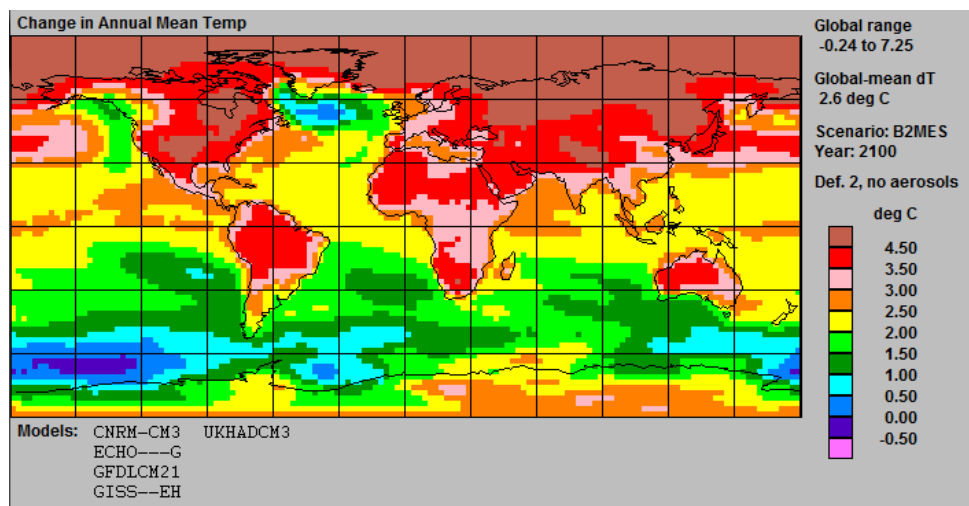 Change in Annual Mean Temp
Global range
-0.24 to 7.25
Global-mean dT
2.6 deg C
Scenario: B2MES
Year: 2100
Def. 2, no aerosols
deg C
4.50
3.50
3.00
2.50
2.00
1.50
1.00
0.50
0.00
-0.50
Models: CNRM-CM3 UKHADCM3
ECHO---G
GFDLCM21
GISS--EH